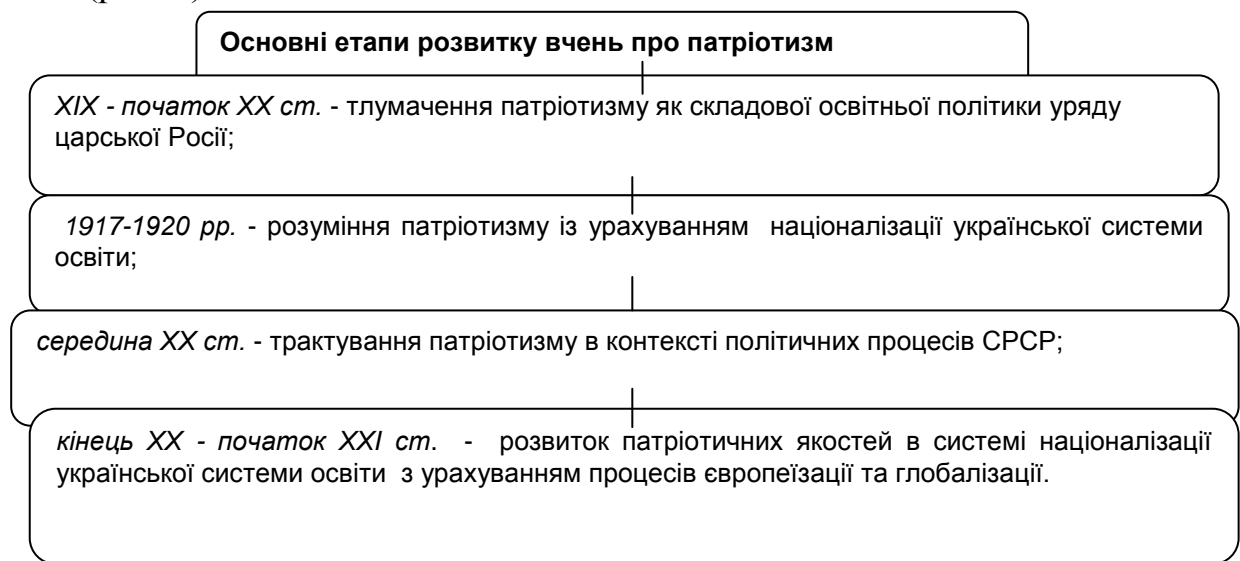 Основні етапи розвитку вчень про патріотизм
XIX - початок XX ст. - тлумачення патріотизму як складової освітньої політики уряду
царської Росії;
1917-1920 рр. - розуміння патріотизму із урахуванням націоналізації української системи
освіти;
середина XX ст. - трактування патріотизму в контексті політичних процесів СРСР;
кінець XX - початок XXI ст. - розвиток патріотичних якостей в системі націоналізації
української системи освіти з урахуванням процесів європеїзації та глобалізації.